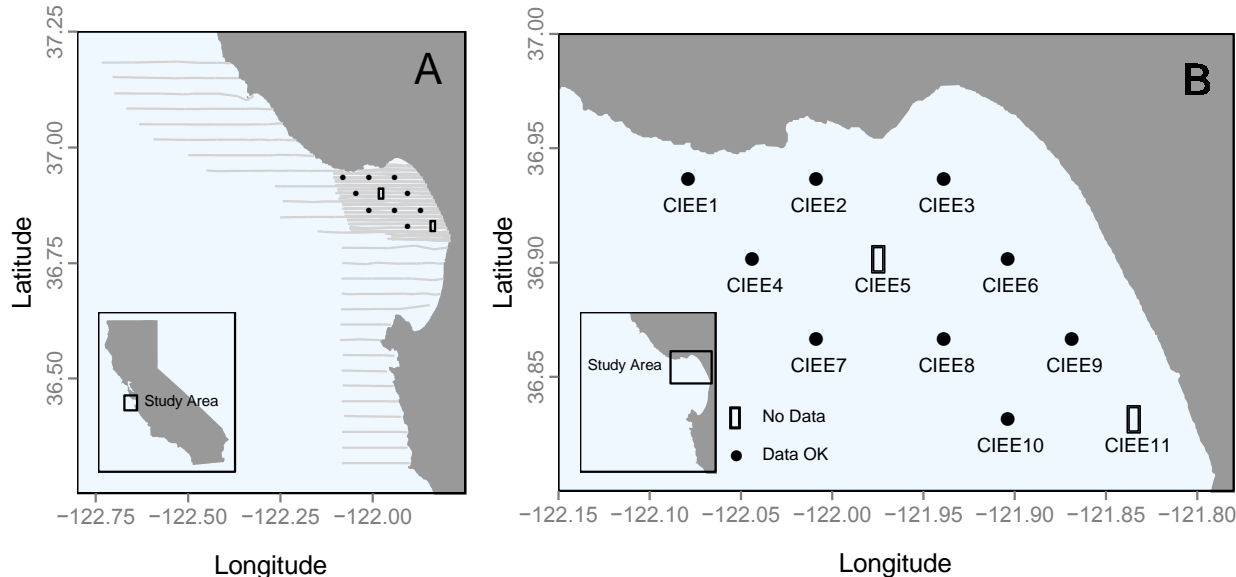 A
37.25
37.00
36.75
36.50
Latitude
Study Area
−122.75 −122.50 −122.25 −122.00
Longitude
B
37.00
36.95
36.90
36.85
Latitude
CIEE1 CIEE2 CIEE3
CIEE4 CIEE5 CIEE6
CIEE7 CIEE8 CIEE9
CIEE10 CIEE11
Study Area
No Data
Data OK
−122.15 −122.10 −122.05 −122.00 −121.95 −121.90 −121.85 −121.80
Longitude